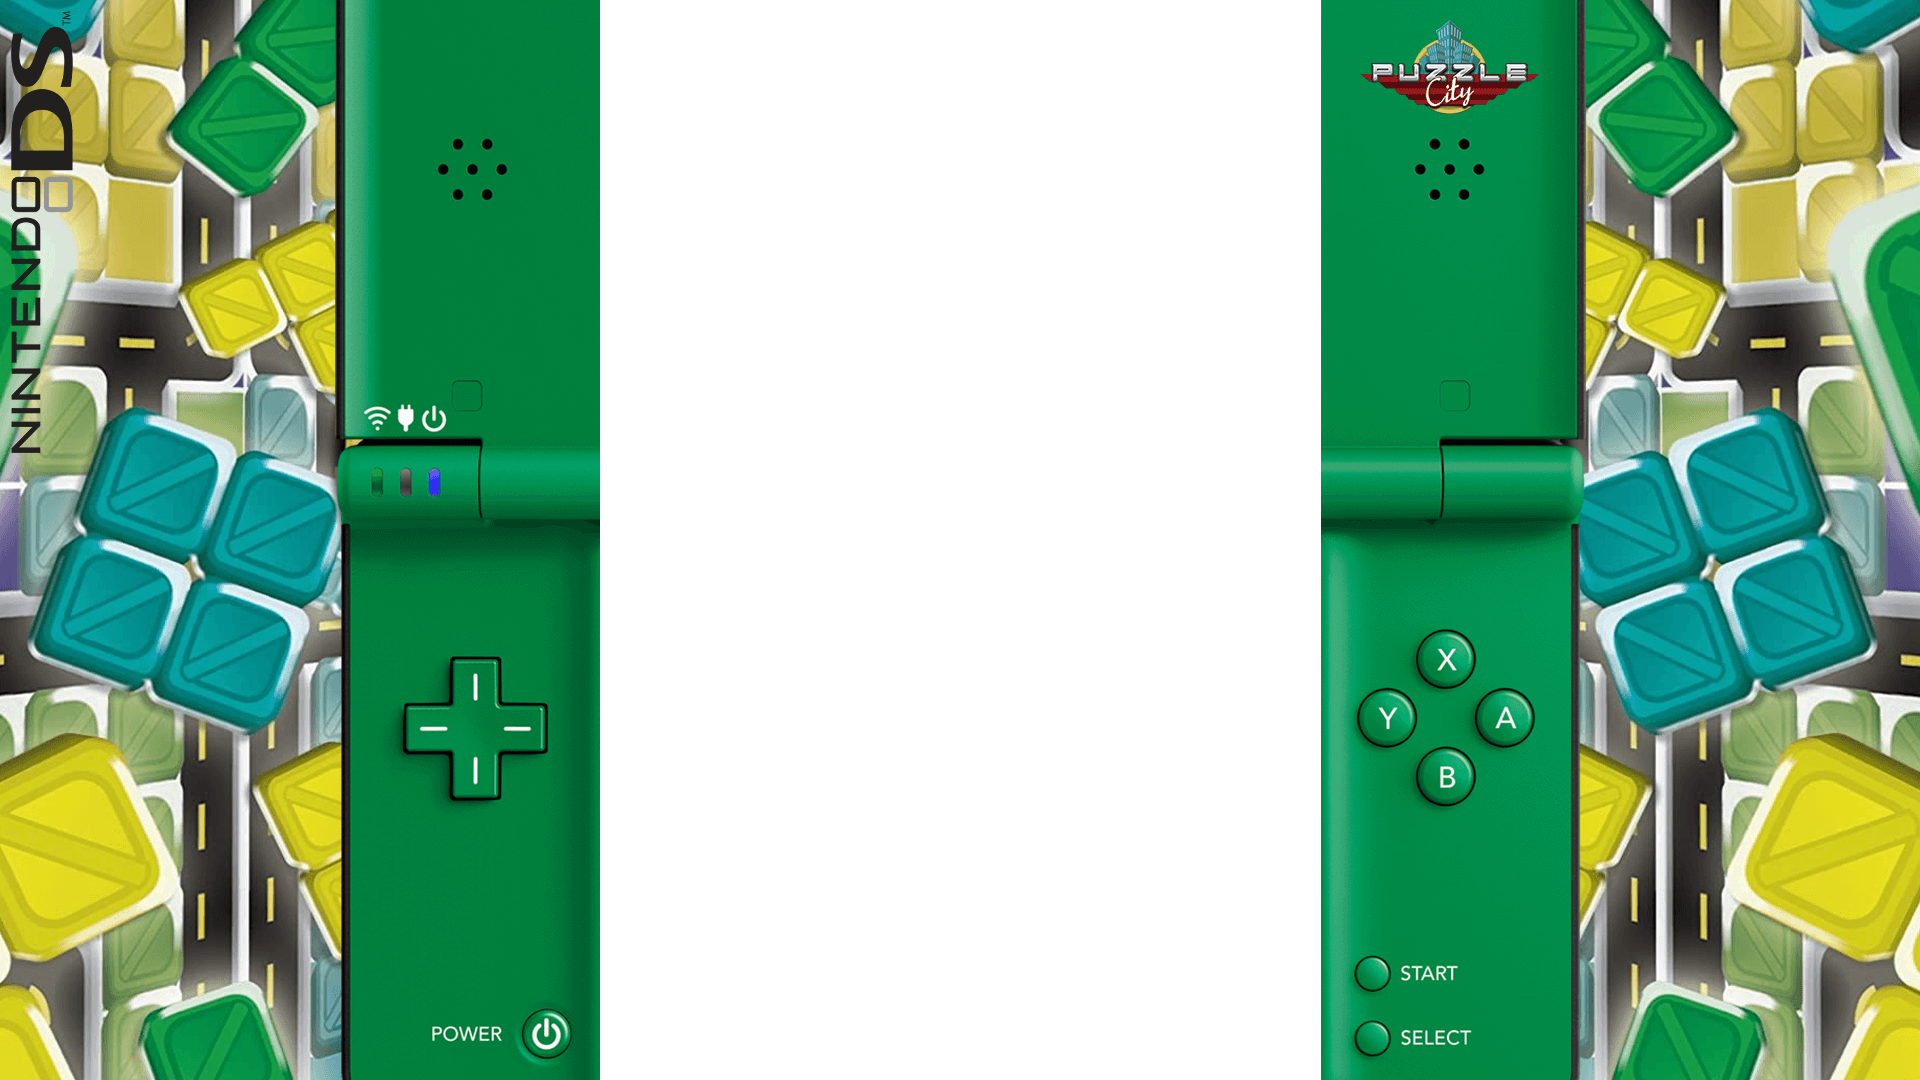 NINTENDO DS™
PUZZLE
City
X
Y
A
B
START
SELECT
POWER